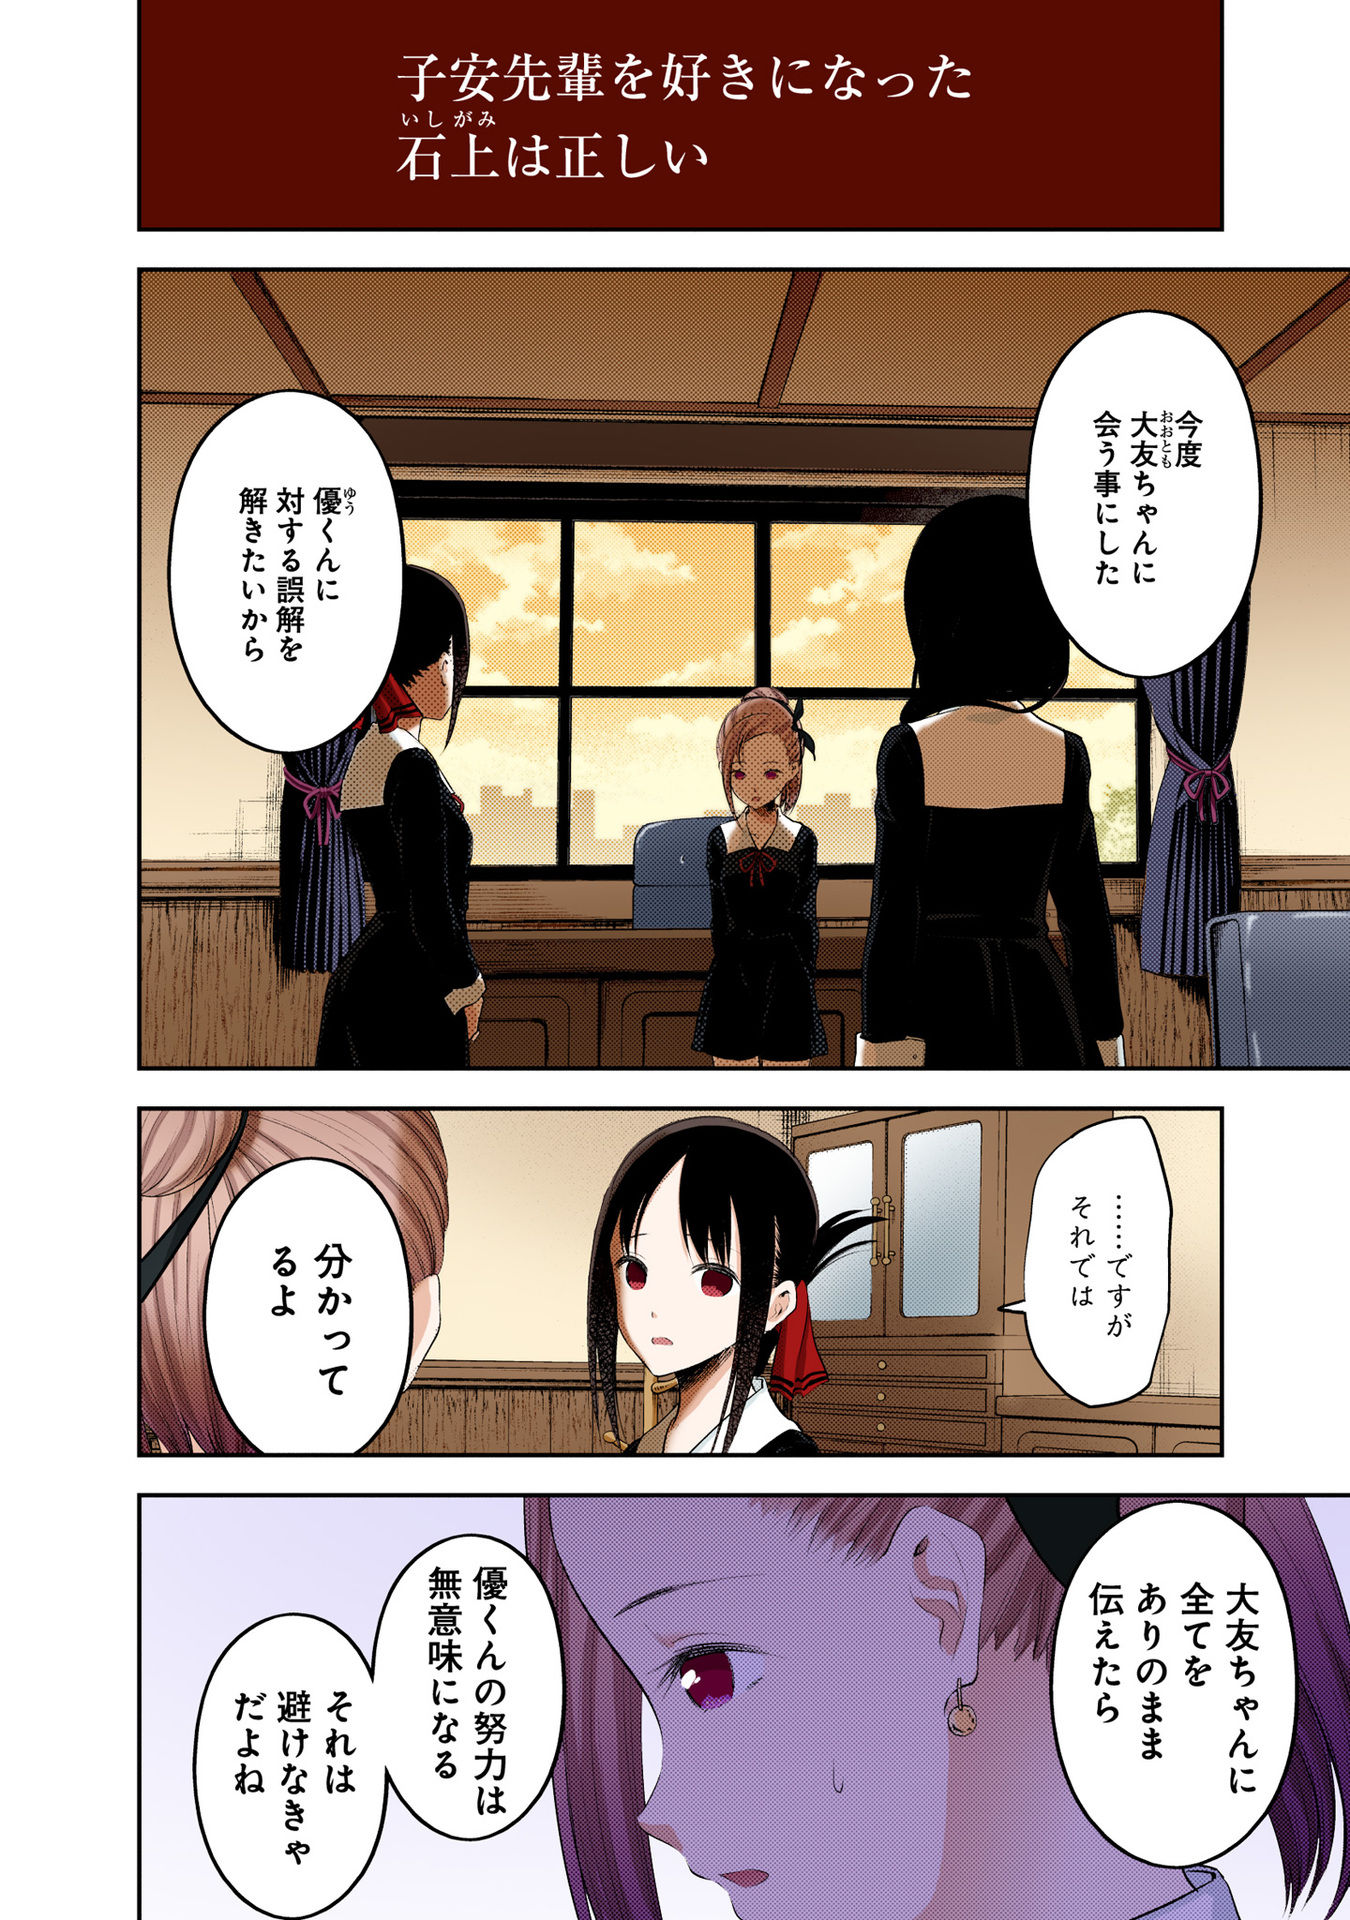 子安先輩を好きになった
石上は正しい
いしがみ
今度
大友ちゃんに
おおとも
会う事にした
優くんに
ゆう
対する誤解を
解きたいから
……ですが
それでは
分かって
るよ
大友ちゃんに
全てを
ありのまま
伝えたら
優くんの努力は
無意味になる
それは
避けなきゃ
だよね